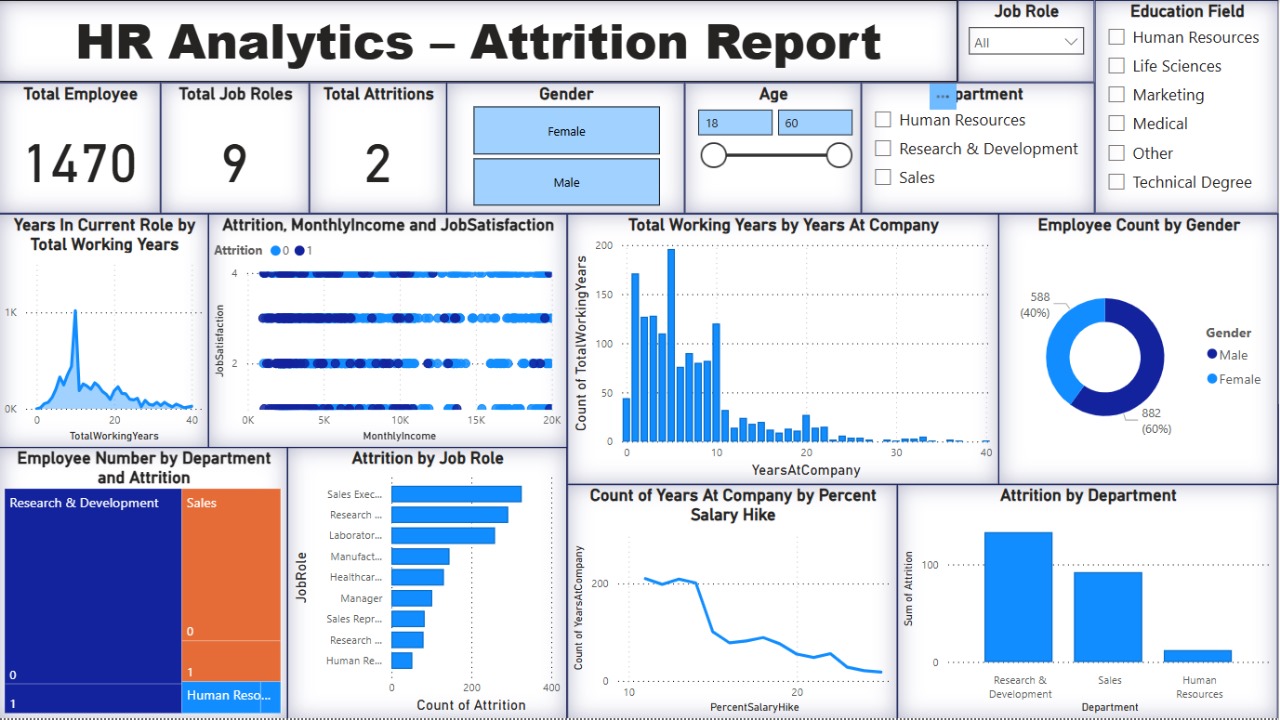 HR Analytics – Attrition Report
Job Role
All
Education Field
Human Resources
Life Sciences
Marketing
Medical
Other
Technical Degree
Total Employee
1470
Total Job Roles
9
Total Attritions
2
Gender
Female
Male
Age
18 60
partment
Human Resources
Research & Development
Sales
Years In Current Role by
Total Working Years
1K
0K
0 20 40
TotalWorkingYears
Attrition, MonthlyIncome and JobSatisfaction
Attrition 0 1
JobSatisfaction
4
2
0K 5K 10K 15K 20K
MonthlyIncome
Total Working Years by Years At Company
Count of TotalWorkingYears
200
150
100
50
0
0 10 20 30 40
YearsAtCompany
Employee Count by Gender
588
(40%)
882
(60%)
Gender
Male
Female
Employee Number by Department
and Attrition
Research & Development
0
1
Sales
0
1
Human Reso...
Attrition by Job Role
JobRole
Sales Exec...
Research ...
Laborator...
Manufact...
Healthcar...
Manager
Sales Repr...
Research ...
Human Re...
0 200 400
Count of Attrition
Count of Years At Company by Percent
Salary Hike
Count of YearsAtCompany
200
0
10 20
PercentSalaryHike
Attrition by Department
Sum of Attrition
100
0
Research &
Development
Sales
Human
Resources
Department